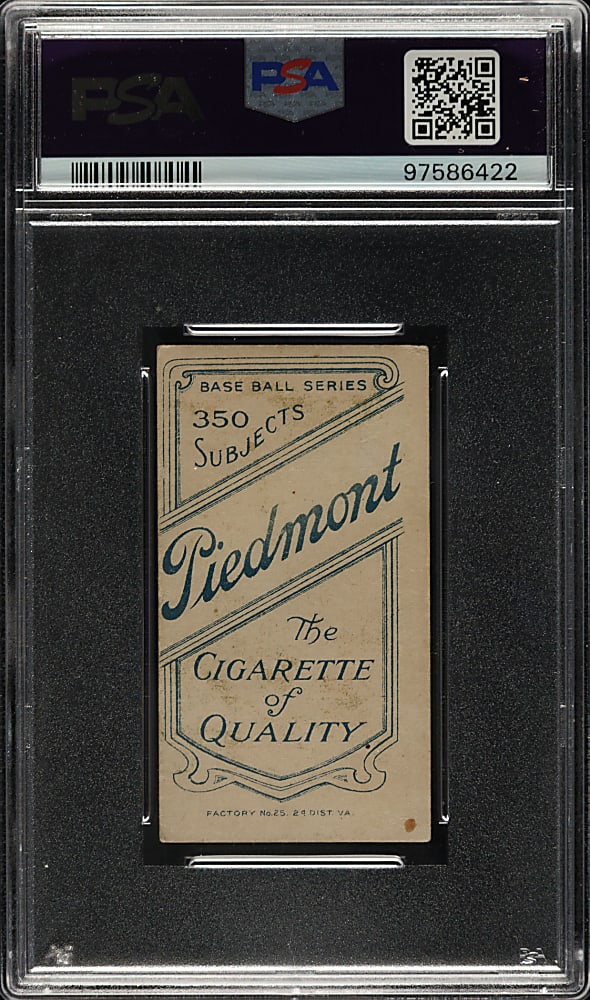 PSA
PSA
97586422
BASE BALL SERIES
350
SUBJECTS
Piedmont
The
CIGARETTE
of
QUALITY.
FACTORY No. 25. 2d DIST. VA.